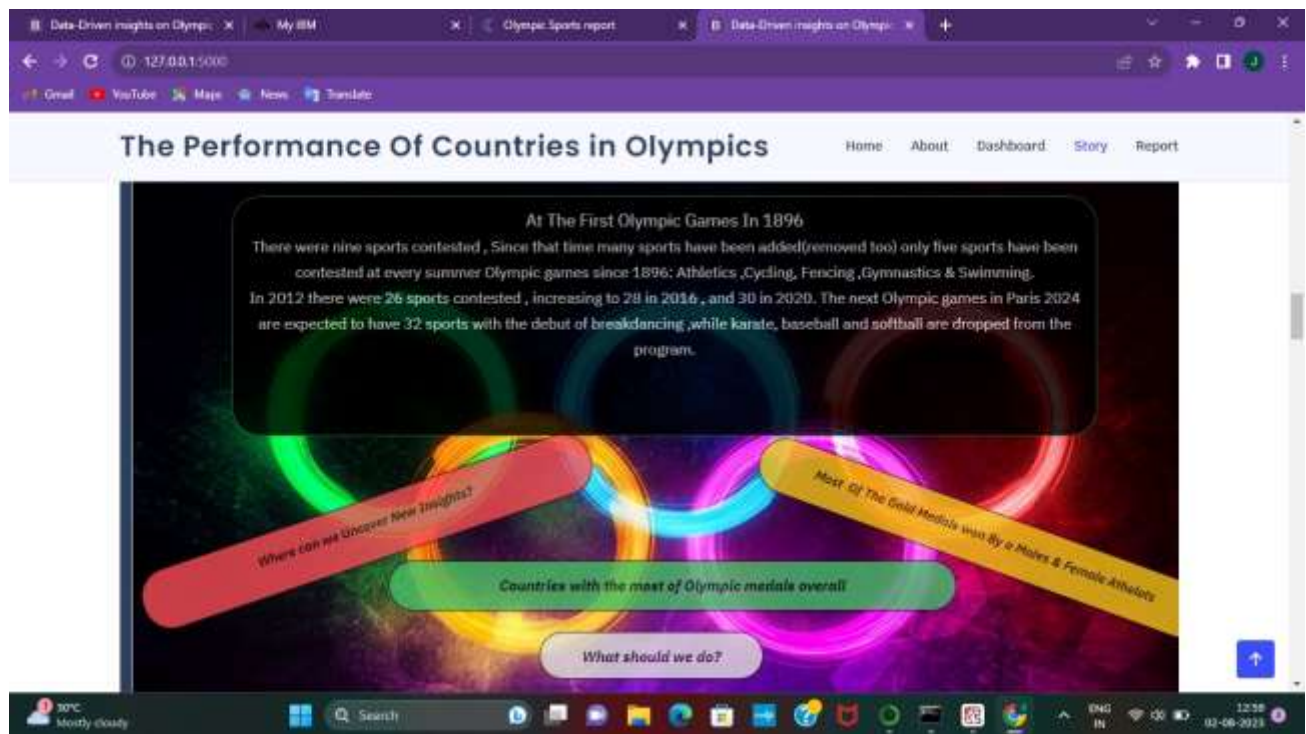 Data-Driven insights on Olympic
My IBM
Olympic Sports report
Data-Driven insights on Olympic
127.0.0.1:5000
Gmail YouTube Maps News Translate
The Performance Of Countries in Olympics
Home About Dashboard Story Report
At The First Olympic Games In 1896
There were nine sports contested , Since that time many sports have been added(removed too) only five sports have been
contested at every summer Olympic games since 1896: Athletics ,Cycling, Fencing ,Gymnastics & Swimming.
In 2012 there were 26 sports contested , increasing to 28 in 2016 , and 30 in 2020. The next Olympic games in Paris 2024
are expected to have 32 sports with the debut of breakdancing ,while karate, baseball and softball are dropped from the
program.
Where can we Uncover New Insights?
Most Of The Gold Medals won By a Males & Female Athelats
Countries with the most of Olympic medals overall
What should we do?
30°C
Mostly cloudy
Search
ENG
IN
12:59
02-08-2023